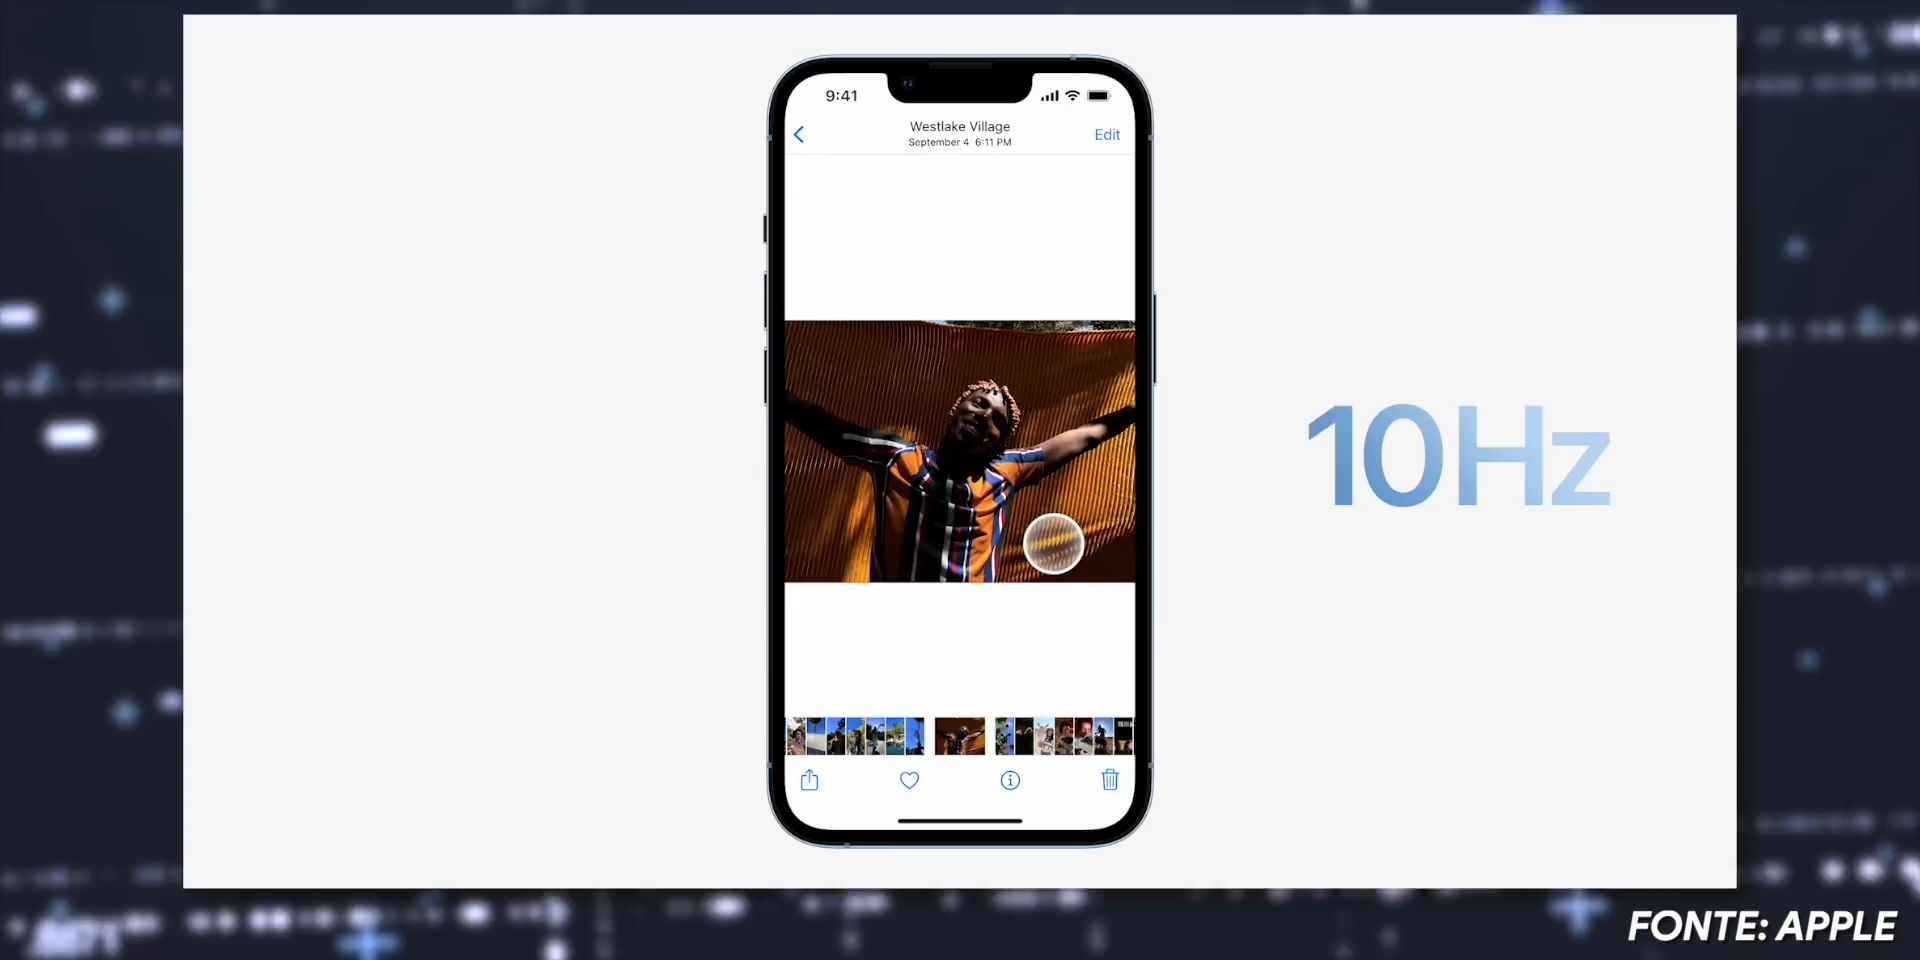 9:41
Westlake Village
September 4 6:11 PM
Edit
10Hz
FONTE: APPLE